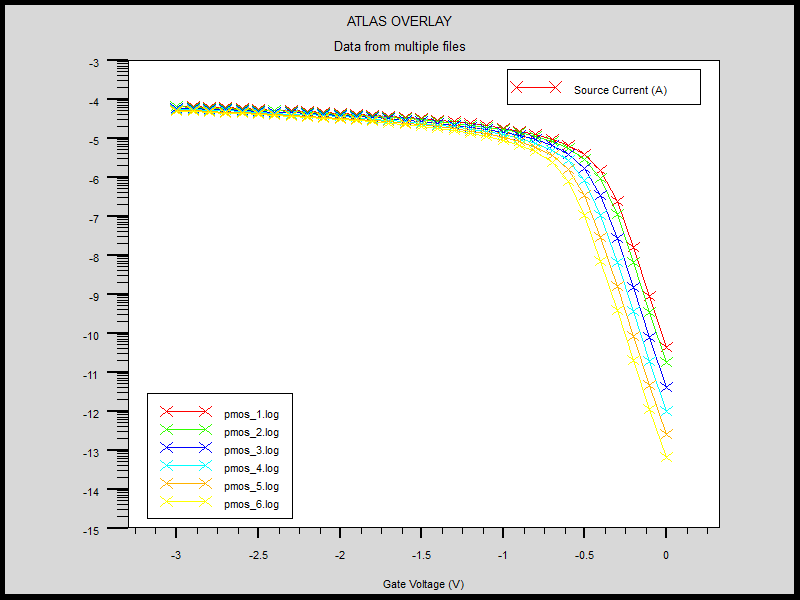 ATLAS OVERLAY
Data from multiple files
Source Current (A)
-3
-4
-5
-6
-7
-8
-9
-10
-11
-12
-13
-14
-15
pmos_1.log
pmos_2.log
pmos_3.log
pmos_4.log
pmos_5.log
pmos_6.log
-3 -2.5 -2 -1.5 -1 -0.5 0
Gate Voltage (V)